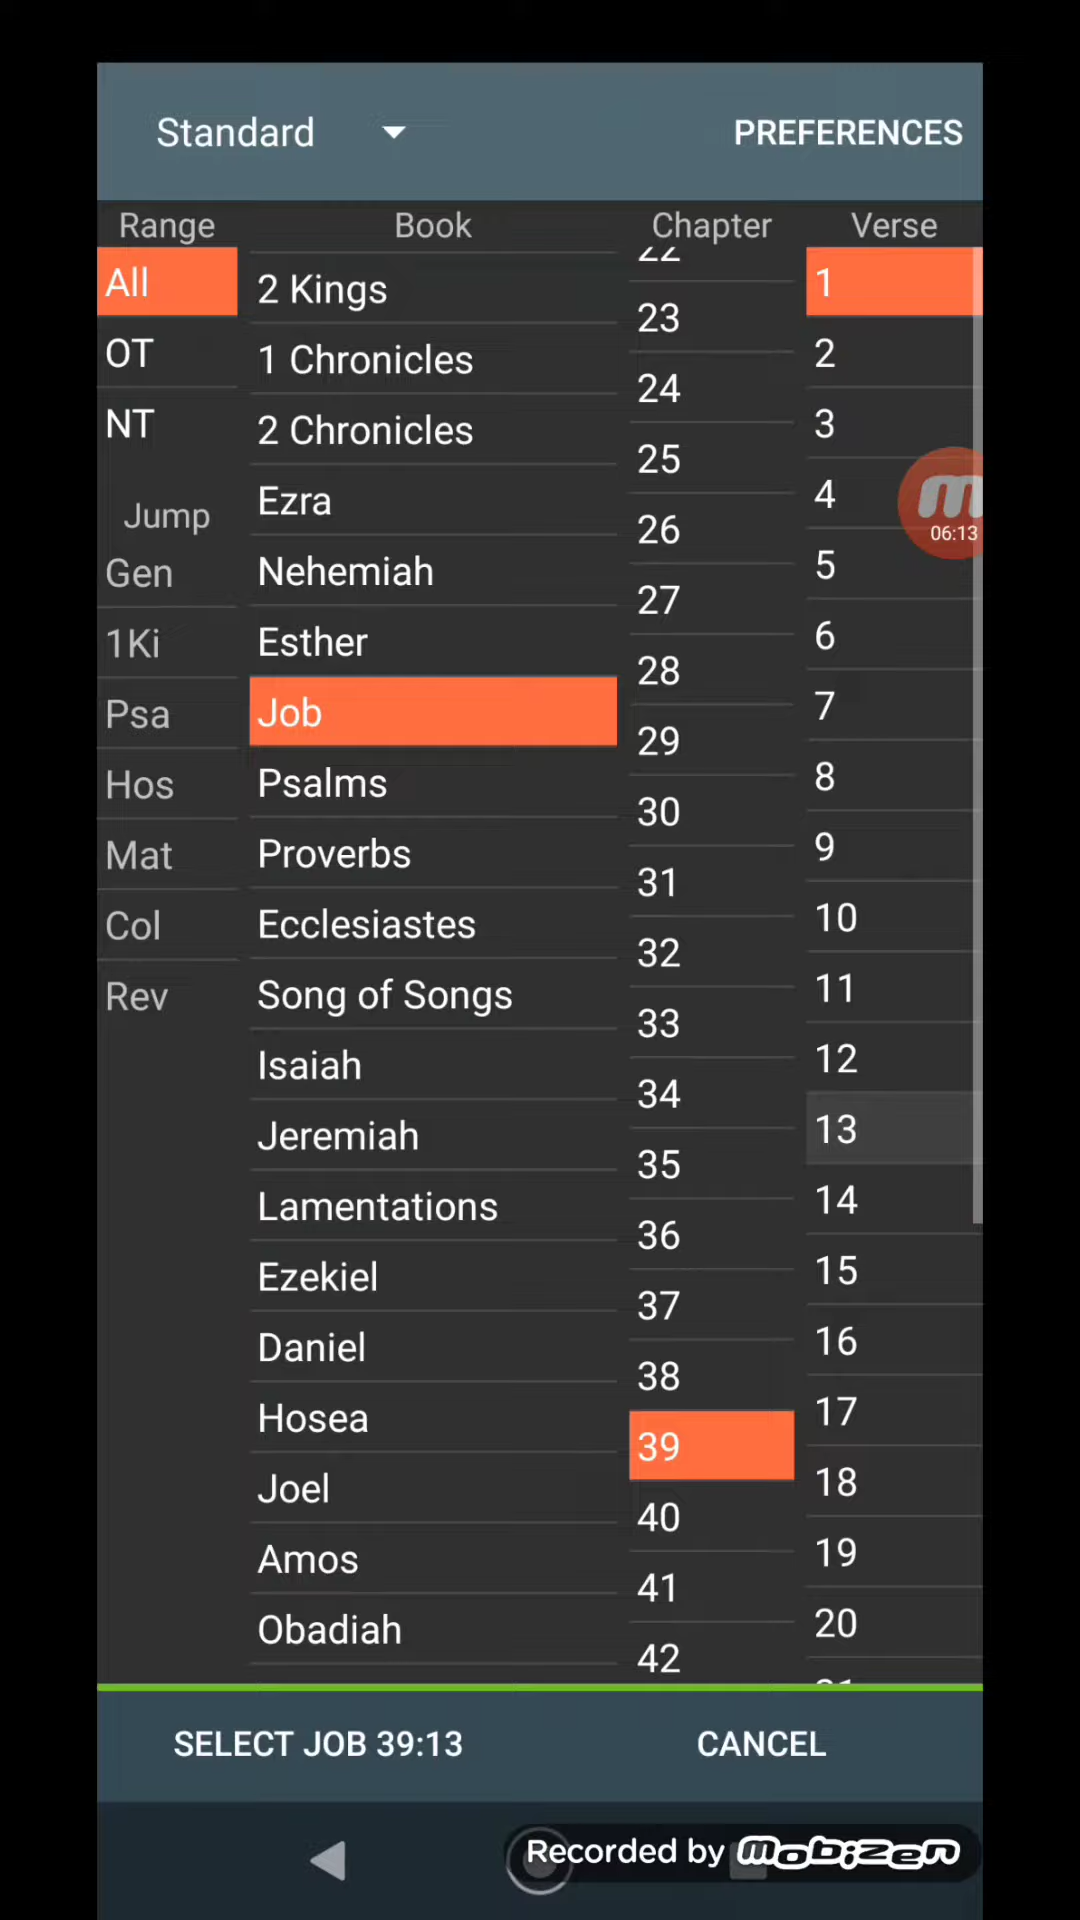 Standard
PREFERENCES
Range
Book
Chapter
Verse
All
OT
NT
Jump
Gen
1Ki
Psa
Hos
Mat
Col
Rev
2 Kings
1 Chronicles
2 Chronicles
Ezra
Nehemiah
Esther
Job
Psalms
Proverbs
Ecclesiastes
Song of Songs
Isaiah
Jeremiah
Lamentations
Ezekiel
Daniel
Hosea
Joel
Amos
Obadiah
22
23
24
25
26
27
28
29
30
31
32
33
34
35
36
37
38
39
40
41
42
1
2
3
4
5
6
7
8
9
10
11
12
13
14
15
16
17
18
19
20
06:13
SELECT JOB 39:13
CANCEL
Recorded by mobizen